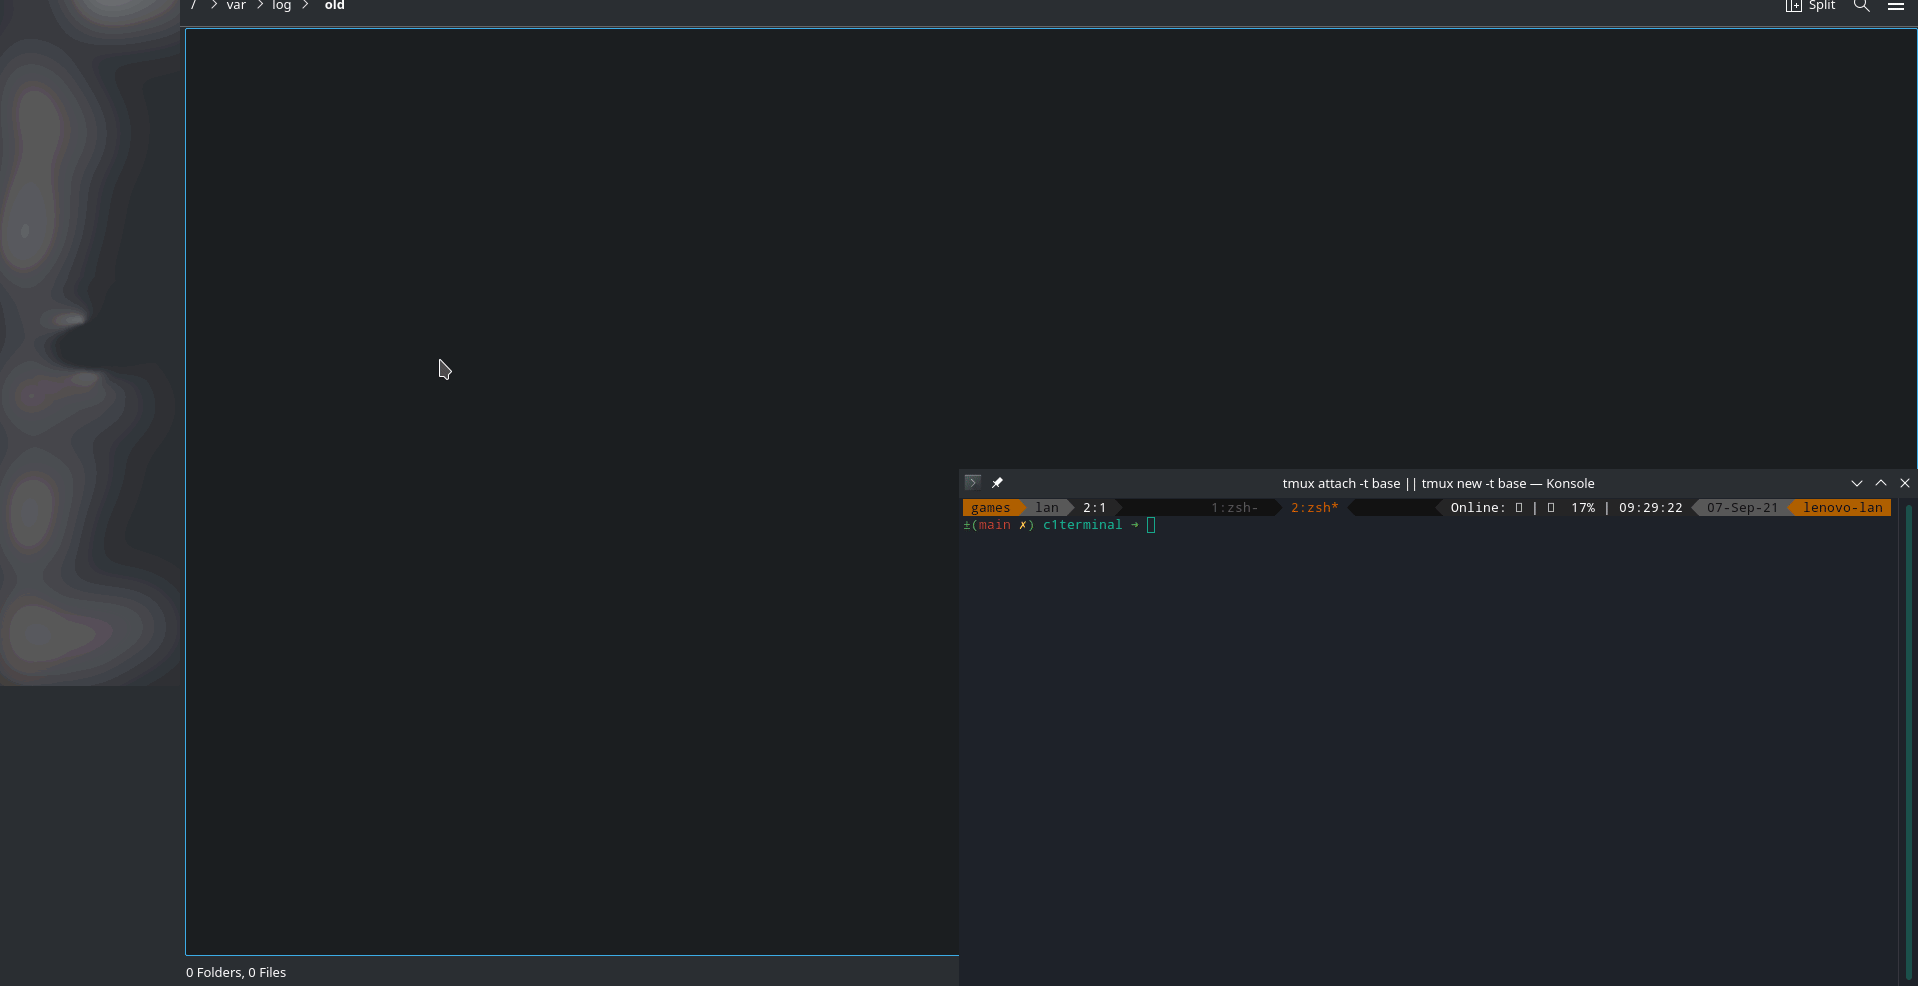 / > var > log > old
Split
tmux attach -t base || tmux new -t base — Konsole
games lan 2:1 1:zsh- 2:zsh* Online: | 17% | 09:29:22 07-Sep-21 lenovo-lan
±(main ✗) c1terminal ➜
0 Folders, 0 Files